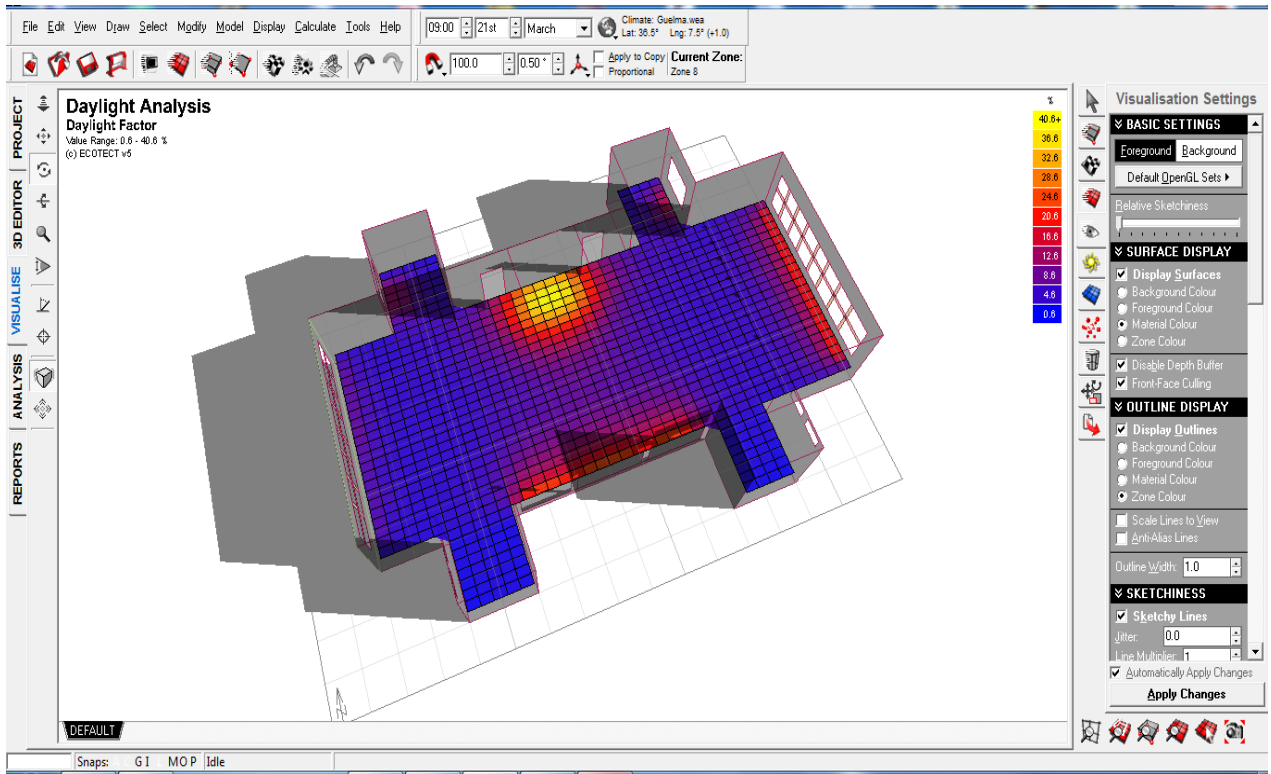 File Edit View Draw Select Modify Model Display Calculate Tools Help
09:00 21st March
Climate: Guelma.wea
Lat: 36.5° Lng: 7.5° (+1.0)
100.0 0.50 °
Apply to Copy
Proportional
Current Zone:
Zone 8
PROJECT
3D EDITOR
VISUALISE
ANALYSIS
REPORTS
Daylight Analysis
Daylight Factor
Value Range: 0.6 - 40.6 %
(c) ECOTECT v5
%
40.6+
36.6
32.6
28.6
24.6
20.6
16.6
12.6
8.6
4.6
0.6
N
DEFAULT
Visualisation Settings
BASIC SETTINGS
Foreground Background
Default OpenGL Sets
Relative Sketchiness
SURFACE DISPLAY
Display Surfaces
Background Colour
Foreground Colour
Material Colour
Zone Colour
Disable Depth Buffer
Front-Face Culling
OUTLINE DISPLAY
Display Outlines
Background Colour
Foreground Colour
Material Colour
Zone Colour
Scale Lines to View
Anti-Alias Lines
Outline Width: 1.0
SKETCHINESS
Sketchy Lines
Jitter: 0.0
Line Multiplier: 1
Automatically Apply Changes
Apply Changes
Snaps: G I M O P Idle